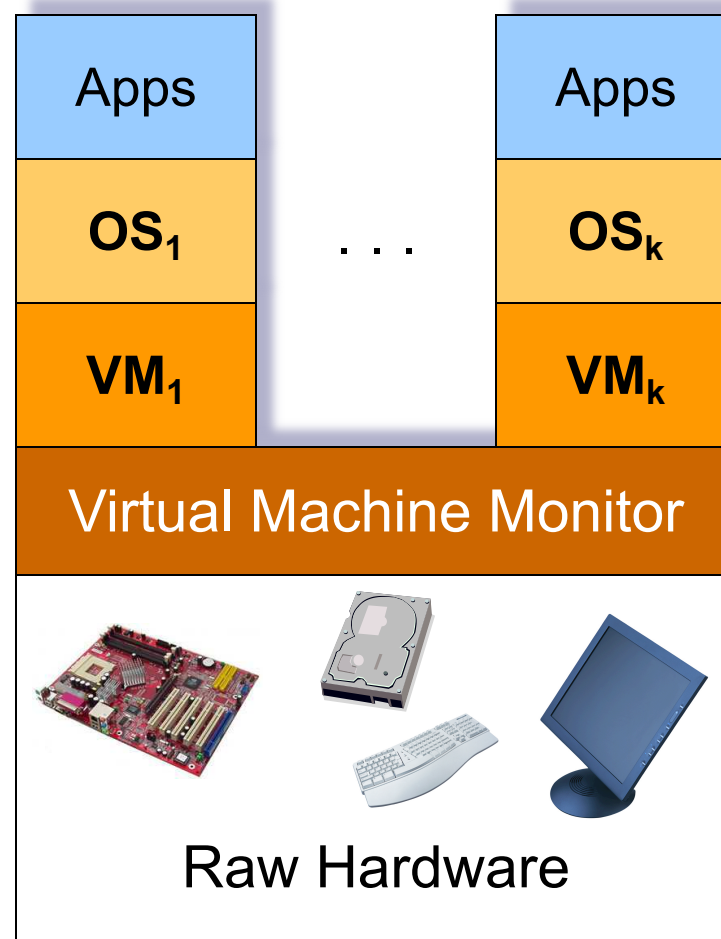 Apps Apps
OS₁ . . . OSₖ
VM₁ VMₖ
Virtual Machine Monitor
Raw Hardware